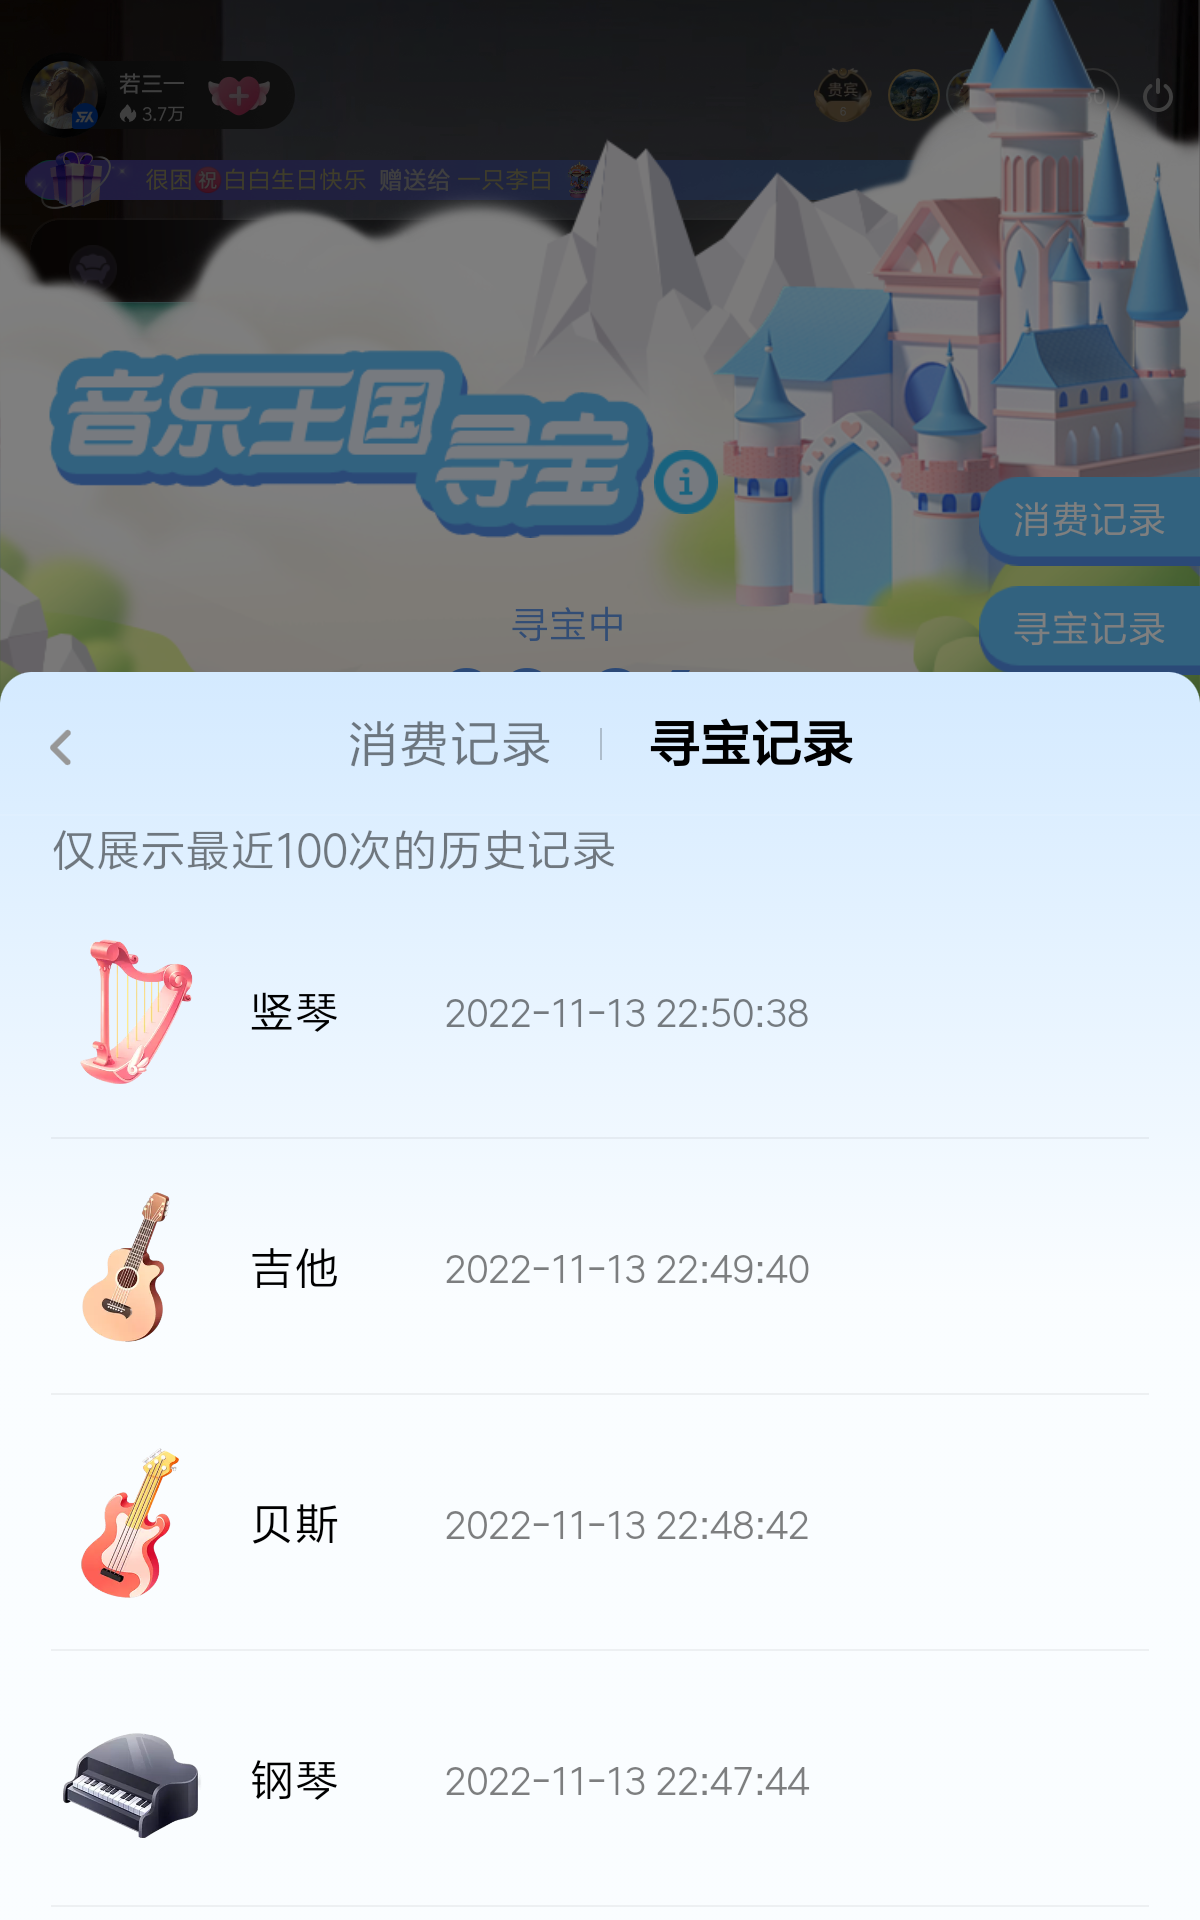 若三一
3.7万
贵宾
6
很困 祝 白白生日快乐 赠送给 一只李白
音乐王国
寻宝
消费记录
寻宝记录
寻宝中
消费记录
寻宝记录
仅展示最近100次的历史记录
竖琴 2022-11-13 22:50:38
吉他 2022-11-13 22:49:40
贝斯 2022-11-13 22:48:42
钢琴 2022-11-13 22:47:44